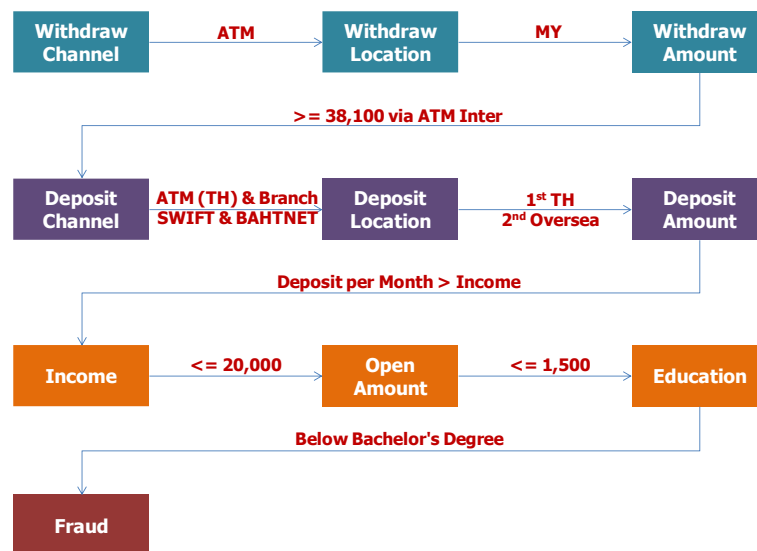 Withdraw
Channel
ATM
Withdraw
Location
MY
Withdraw
Amount
>= 38,100 via ATM Inter
Deposit
Channel
ATM (TH) & Branch
SWIFT & BAHTNET
Deposit
Location
1st TH
2nd Oversea
Deposit
Amount
Deposit per Month > Income
Income
<= 20,000
Open
Amount
<= 1,500
Education
Below Bachelor's Degree
Fraud